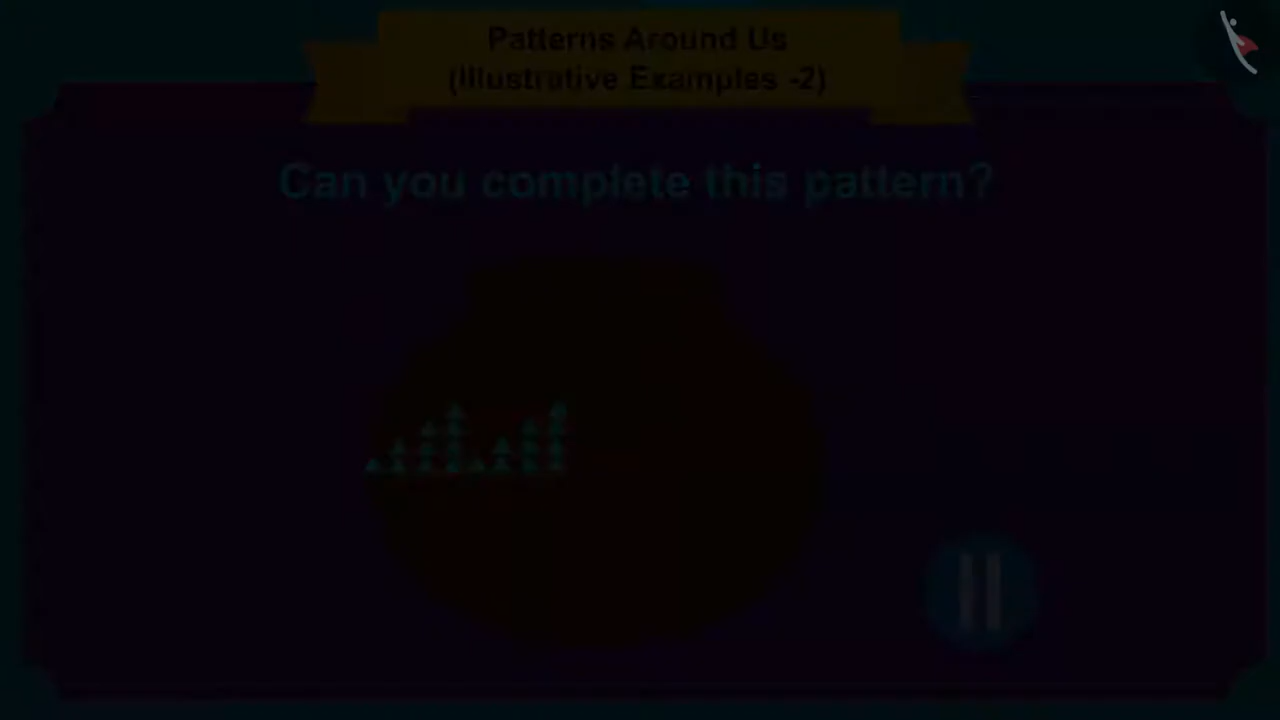 Patterns Around Us
(Illustrative Examples -2)
Can you complete this pattern?